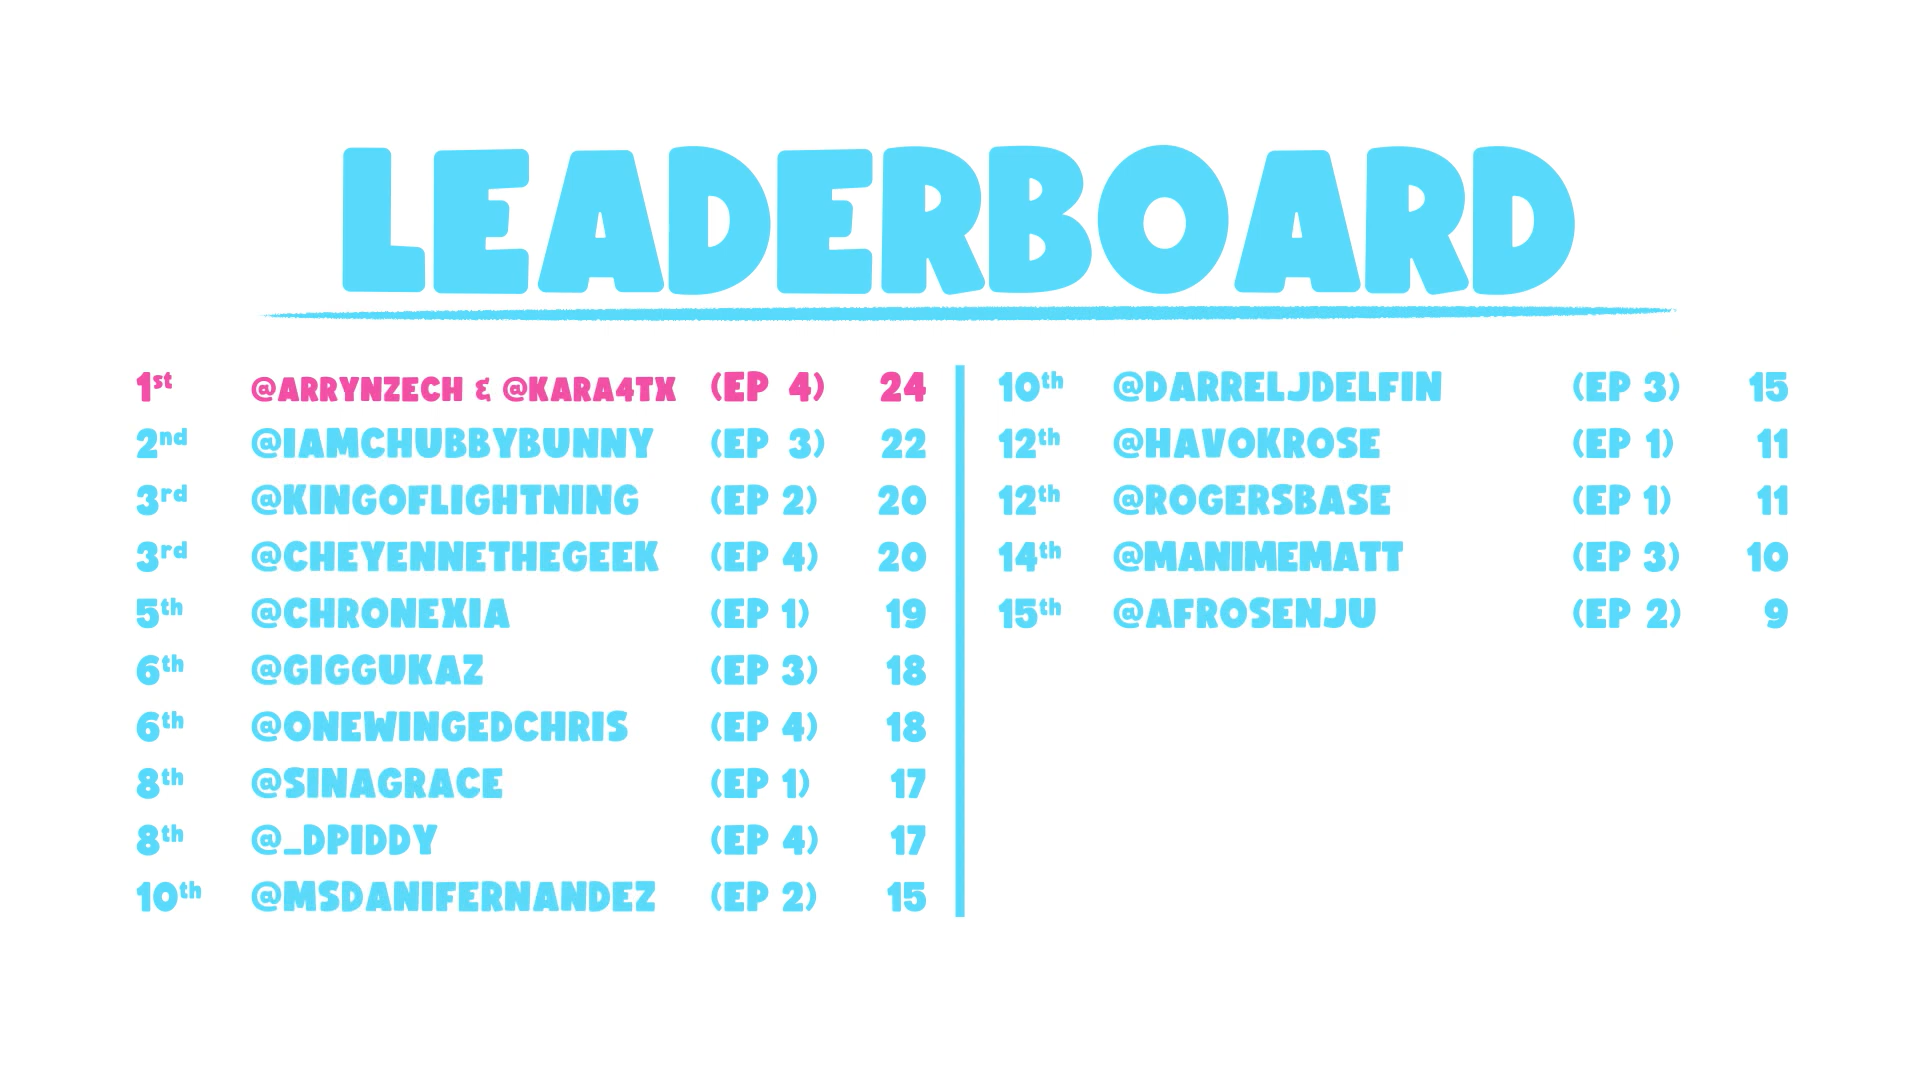 LEADERBOARD
1st @ARRYNZECH & @KARA4TX (EP 4) 24
2nd @IAMCHUBBYBUNNY (EP 3) 22
3rd @KINGOFLIGHTNING (EP 2) 20
3rd @CHEYENNETHEGEEK (EP 4) 20
5th @CHRONEXIA (EP 1) 19
6th @GIGGUKAZ (EP 3) 18
6th @ONEWINGEDCHRIS (EP 4) 18
8th @SINAGRACE (EP 1) 17
8th @_DPIDDY (EP 4) 17
10th @MSDANIFERNANDEZ (EP 2) 15
10th @DARRELJDELFIN (EP 3) 15
12th @HAVOKROSE (EP 1) 11
12th @ROGERSBASE (EP 1) 11
14th @MANIMEMATT (EP 3) 10
15th @AFROSENJU (EP 2) 9